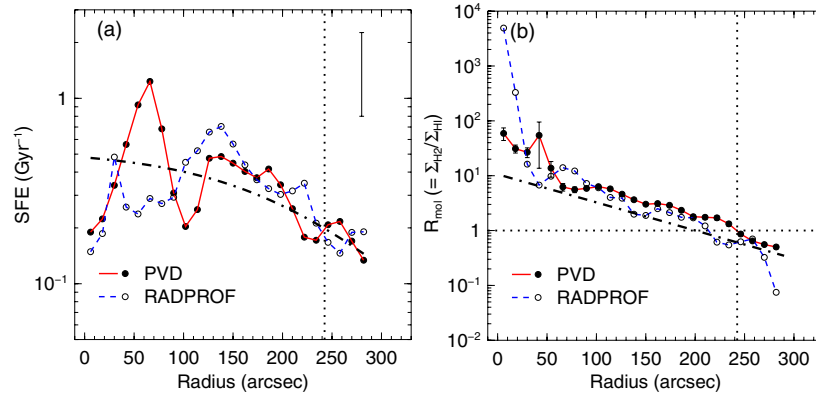 (a)
SFE (Gyr⁻¹)
1
10⁻¹
PVD
RADPROF
0 50 100 150 200 250 300
Radius (arcsec)
(b)
R_mol (= Σ_H2/Σ_HI)
10⁴
10³
10²
10
1
10⁻¹
10⁻²
PVD
RADPROF
0 50 100 150 200 250 300
Radius (arcsec)